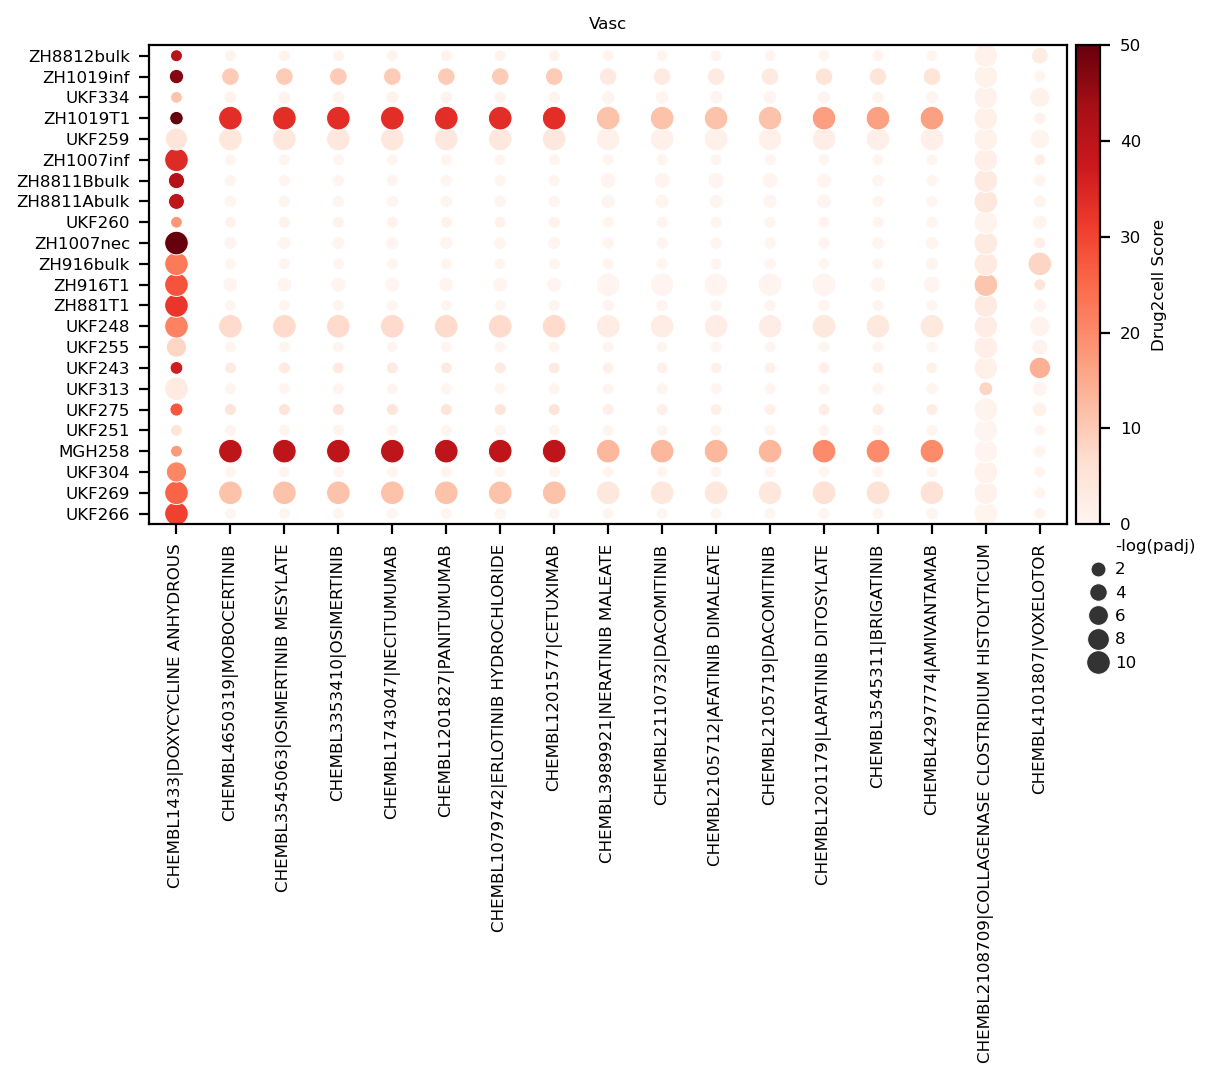 Vasc
ZH8812bulk
ZH1019inf
UKF334
ZH1019T1
UKF259
ZH1007inf
ZH8811Bbulk
ZH8811Abulk
UKF260
ZH1007nec
ZH916bulk
ZH916T1
ZH881T1
UKF248
UKF255
UKF243
UKF313
UKF275
UKF251
MGH258
UKF304
UKF269
UKF266
CHEMBL1433|DOXYCYCLINE ANHYDROUS
CHEMBL4650319|MOBOCERTINIB
CHEMBL3545063|OSIMERTINIB MESYLATE
CHEMBL3353410|OSIMERTINIB
CHEMBL1743047|NECITUMUMAB
CHEMBL1201827|PANITUMUMAB
CHEMBL1079742|ERLOTINIB HYDROCHLORIDE
CHEMBL1201577|CETUXIMAB
CHEMBL3989921|NERATINIB MALEATE
CHEMBL2110732|DACOMITINIB
CHEMBL2105712|AFATINIB DIMALEATE
CHEMBL2105719|DACOMITINIB
CHEMBL1201179|LAPATINIB DITOSYLATE
CHEMBL3545311|BRIGATINIB
CHEMBL4297774|AMIVANTAMAB
CHEMBL2108709|COLLAGENASE CLOSTRIDIUM HISTOLYTICUM
CHEMBL4101807|VOXELOTOR
50
40
30
20
10
0
Drug2cell Score
-log(padj)
2
4
6
8
10